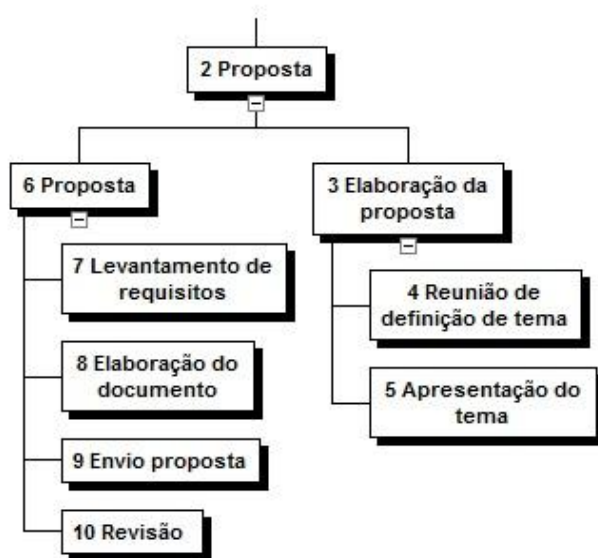 2 Proposta
6 Proposta
7 Levantamento de
requisitos
8 Elaboração do
documento
9 Envio proposta
10 Revisão
3 Elaboração da
proposta
4 Reunião de
definição de tema
5 Apresentação do
tema